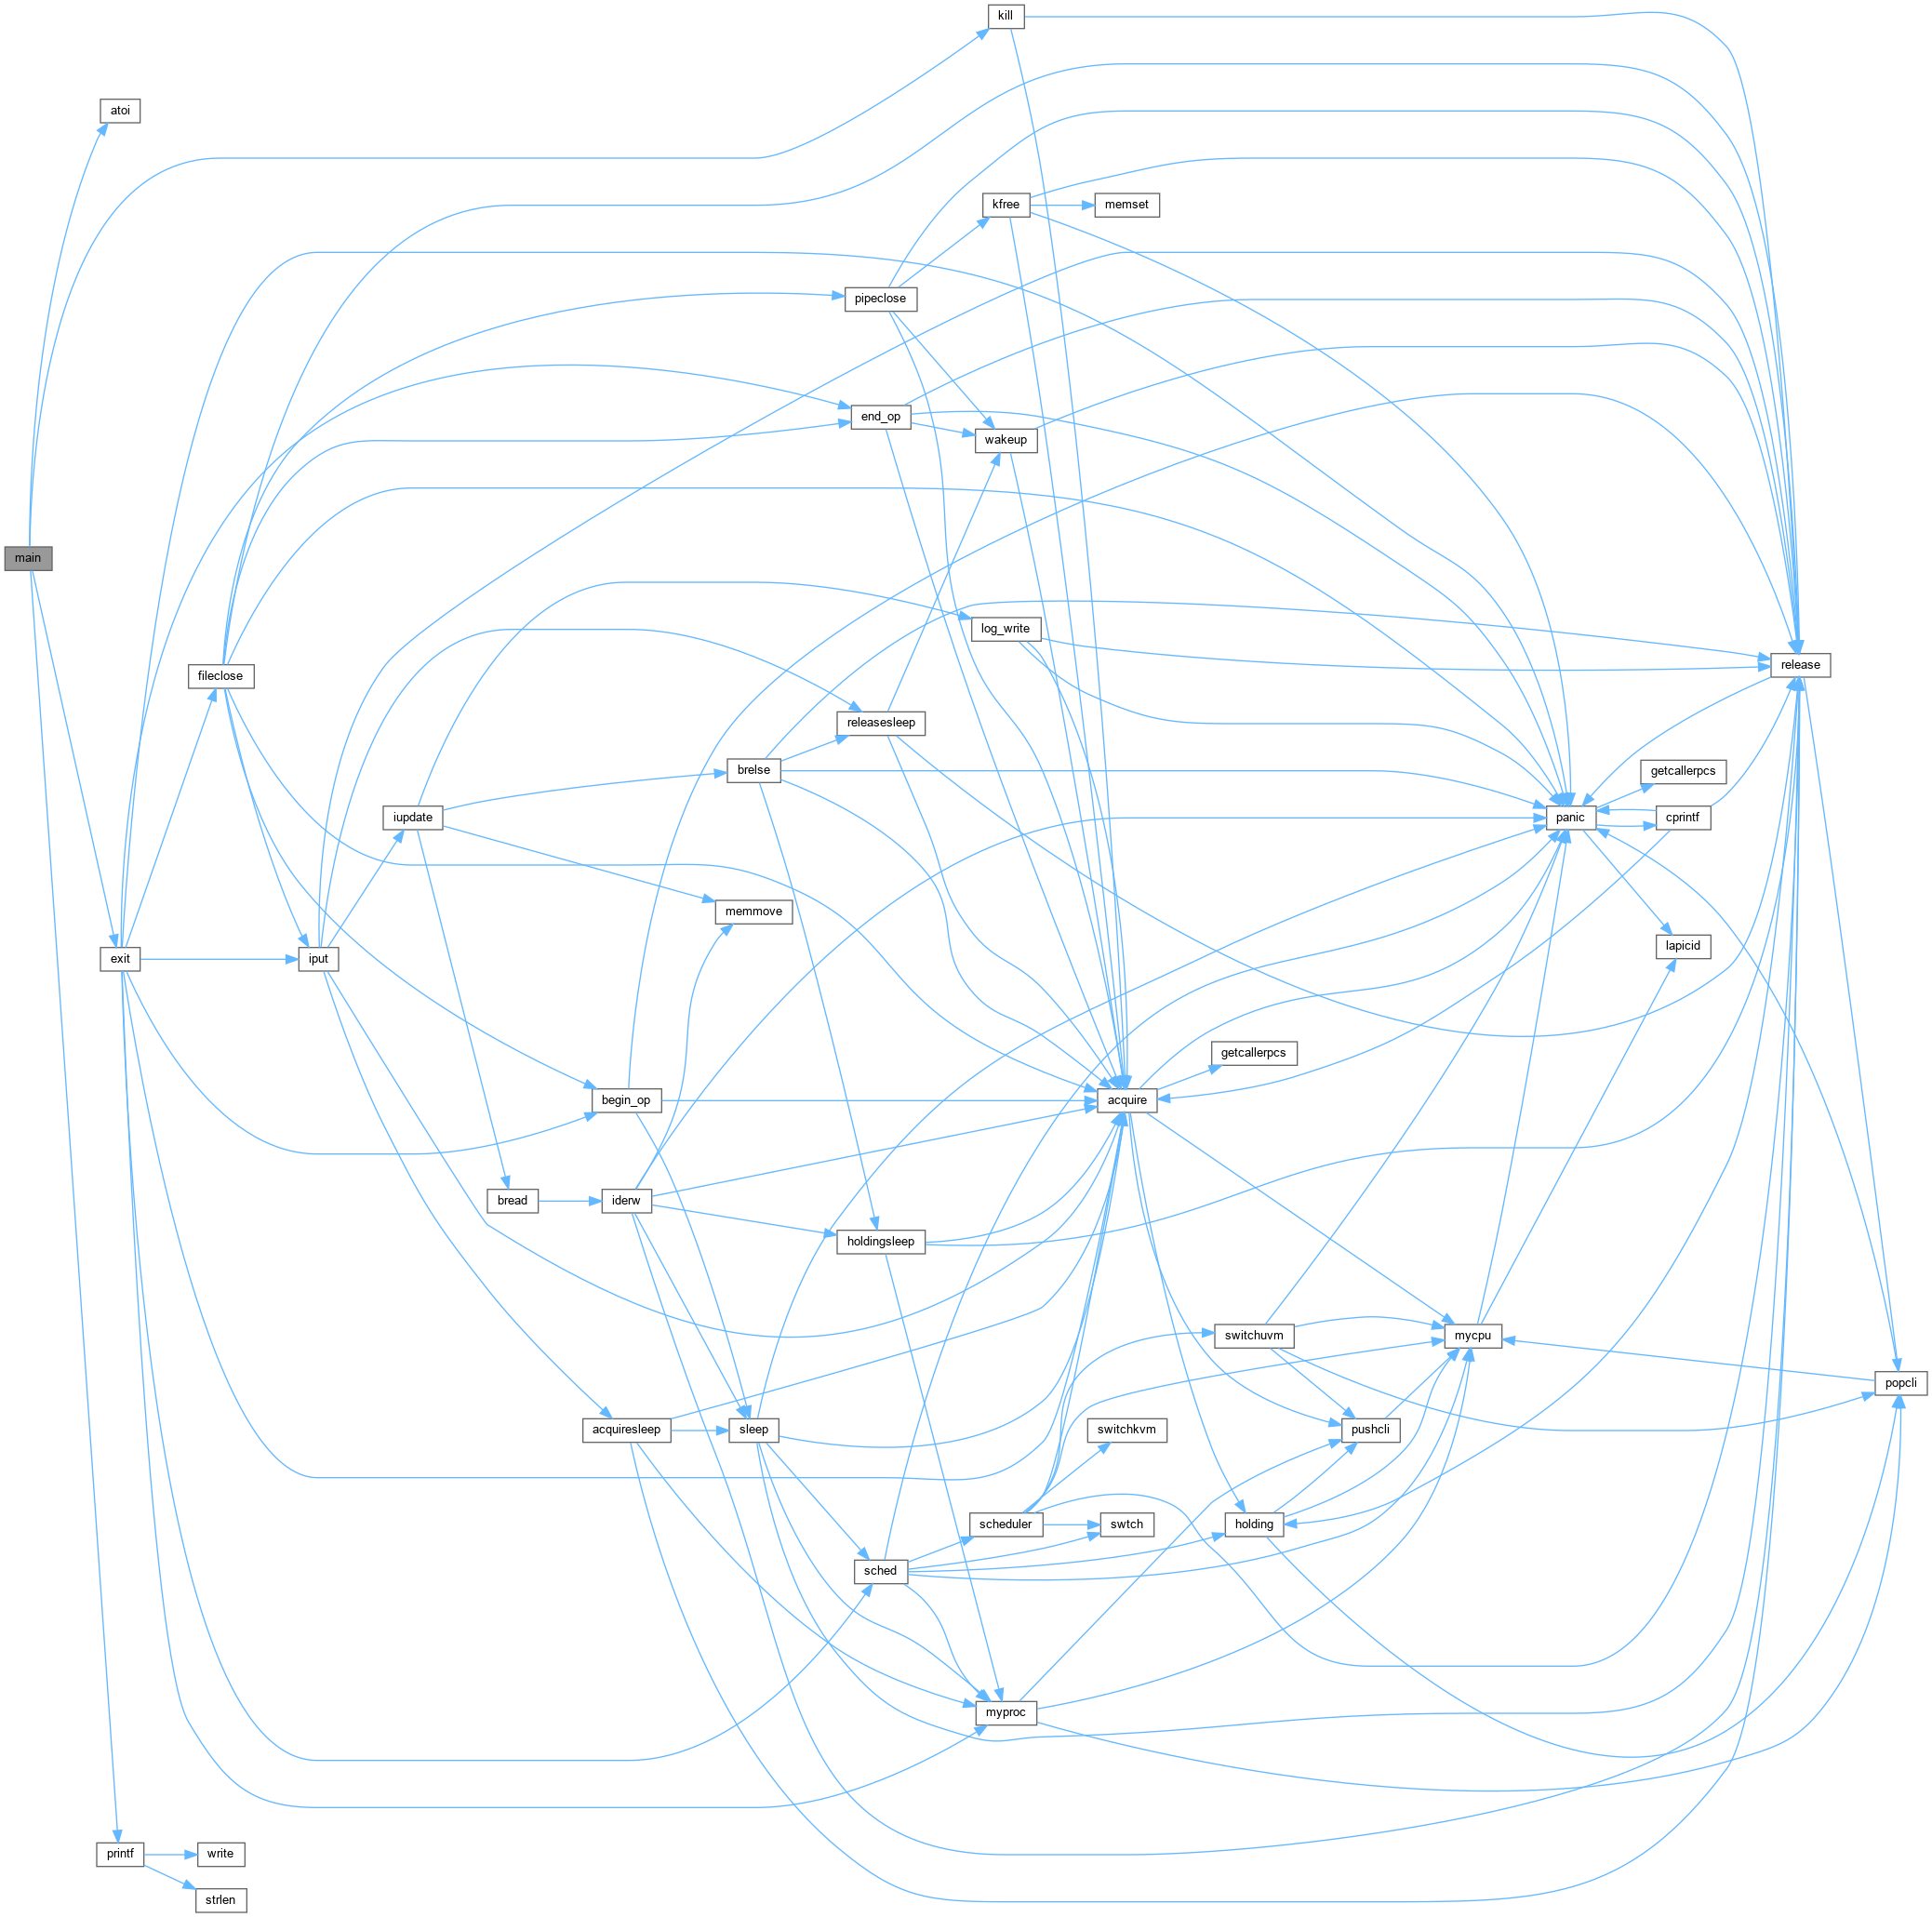 kill
atoi
kfree
memset
pipeclose
end_op
wakeup
main
log_write
release
fileclose
releasesleep
brelse
getcallerpcs
iupdate
panic
cprintf
memmove
lapicid
exit
iput
getcallerpcs
begin_op
acquire
bread
iderw
holdingsleep
switchuvm
mycpu
popcli
acquiresleep
sleep
switchkvm
pushcli
scheduler
swtch
holding
sched
myproc
printf
write
strlen